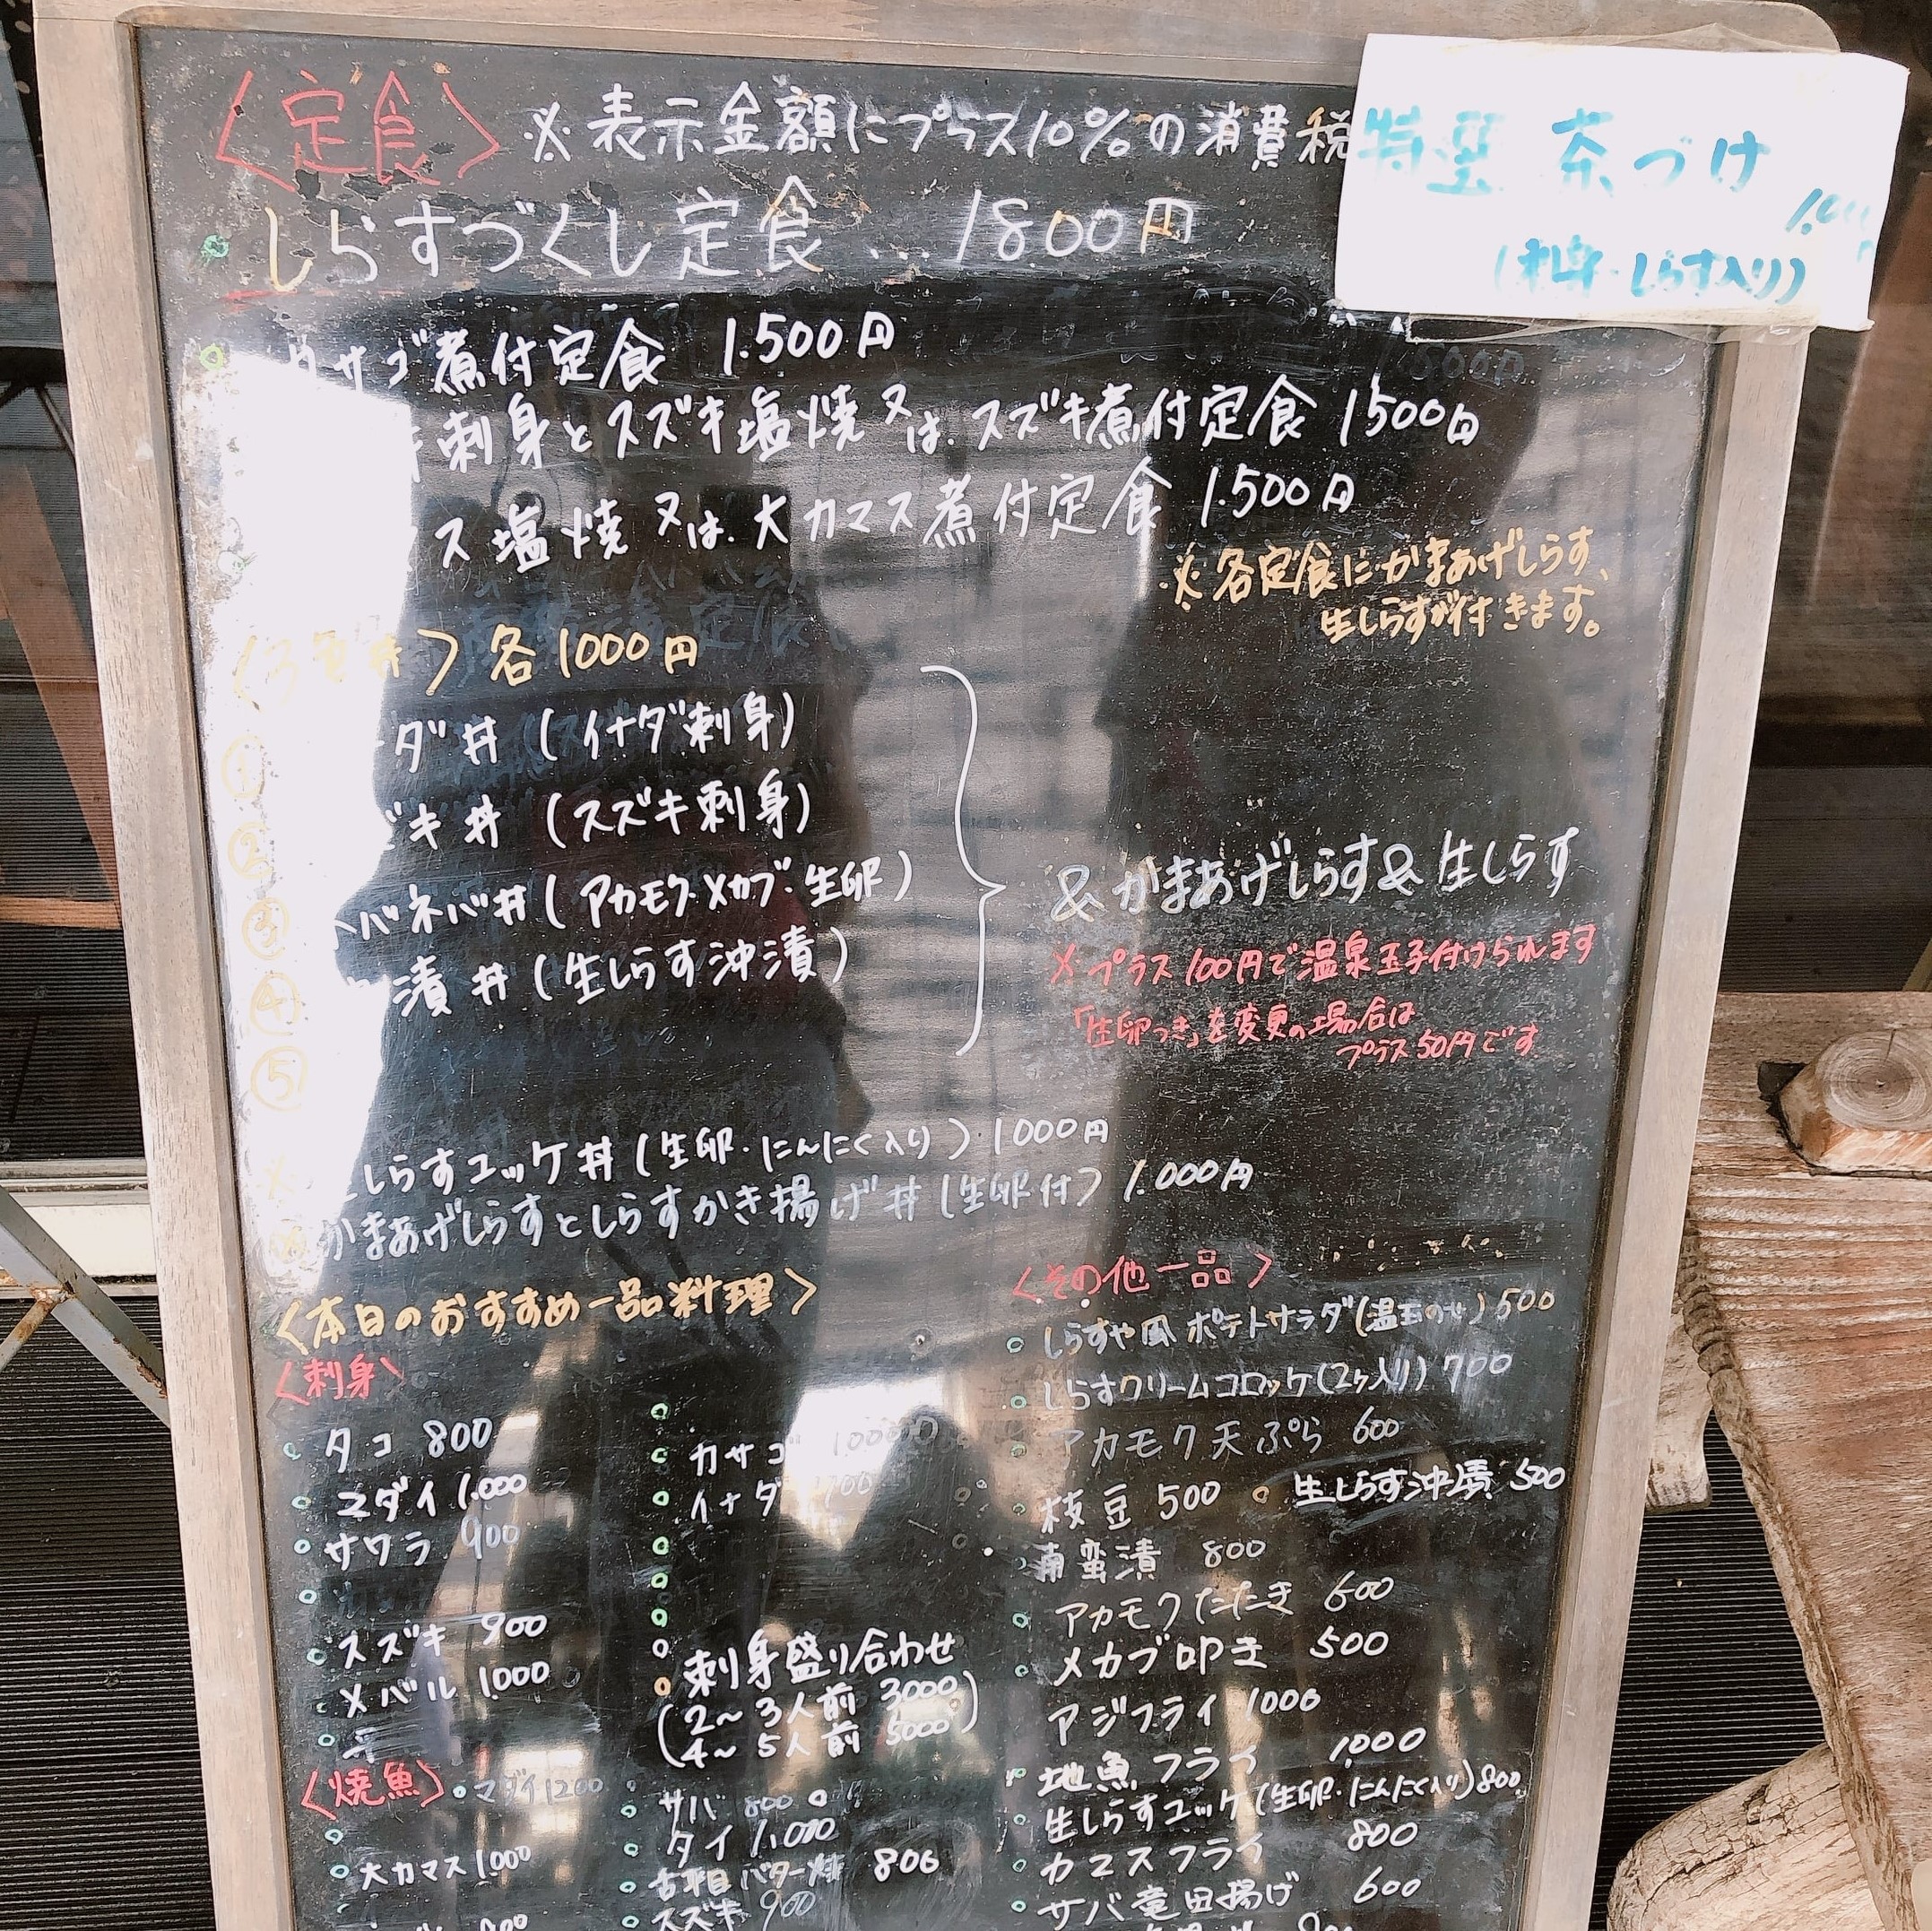 〈定食〉 ※表示金額にプラス10%の消費税
特製 茶づけ
(刺身・しらす入り)
しらすづくし定食 … 1800円
サゴ煮付定食 1.500円
刺身とスズキ塩焼又は、スズキ煮付定食 1500円
ス塩焼又は、大カマス煮付定食 1.500円
※各定食にかまあげしらす、
生しらすが付きます。
〈3色丼〉各1000円
① ダ丼 (イナダ刺身)
② ズキ丼 (スズキ刺身)
③ バネバ丼 (アカモク・メカブ・生卵)
④ 漬丼 (生しらす沖漬)
⑤
&かまあげしらす&生しらす
※プラス100円で温泉玉子付けられます
「生卵つき」を変更の場合は
プラス50円です
しらすユッケ丼 (生卵・にんにく入り) 1000円
かまあげしらすとしらすかき揚げ丼 (生卵付) 1.000円
〈本日のおすすめ一品料理〉
〈刺身〉
タコ 800
マダイ 1.000
サワラ 900
スズキ 900
メバル 1000
カサゴ 1000
イナダ 700
刺身盛り合わせ
(2〜3人前 3000
4〜5人前 5000)
〈焼魚〉
マダイ 1200
大カマス 1.000
サバ 800
タイ 1.000
舌平目バター焼 800
スズキ 900
〈その他一品〉
しらすや風ポテトサラダ(温玉のせ) 500
しらすクリームコロッケ(2ヶ入り) 700
アカモク天ぷら 600
枝豆 500 生しらす沖漬 500
南蛮漬 800
アカモクたたき 600
メカブ叩き 500
アジフライ 1000
地魚フライ 1000
生しらすユッケ(生卵・にんにく入り) 800
カマスフライ 800
サバ竜田揚げ 600